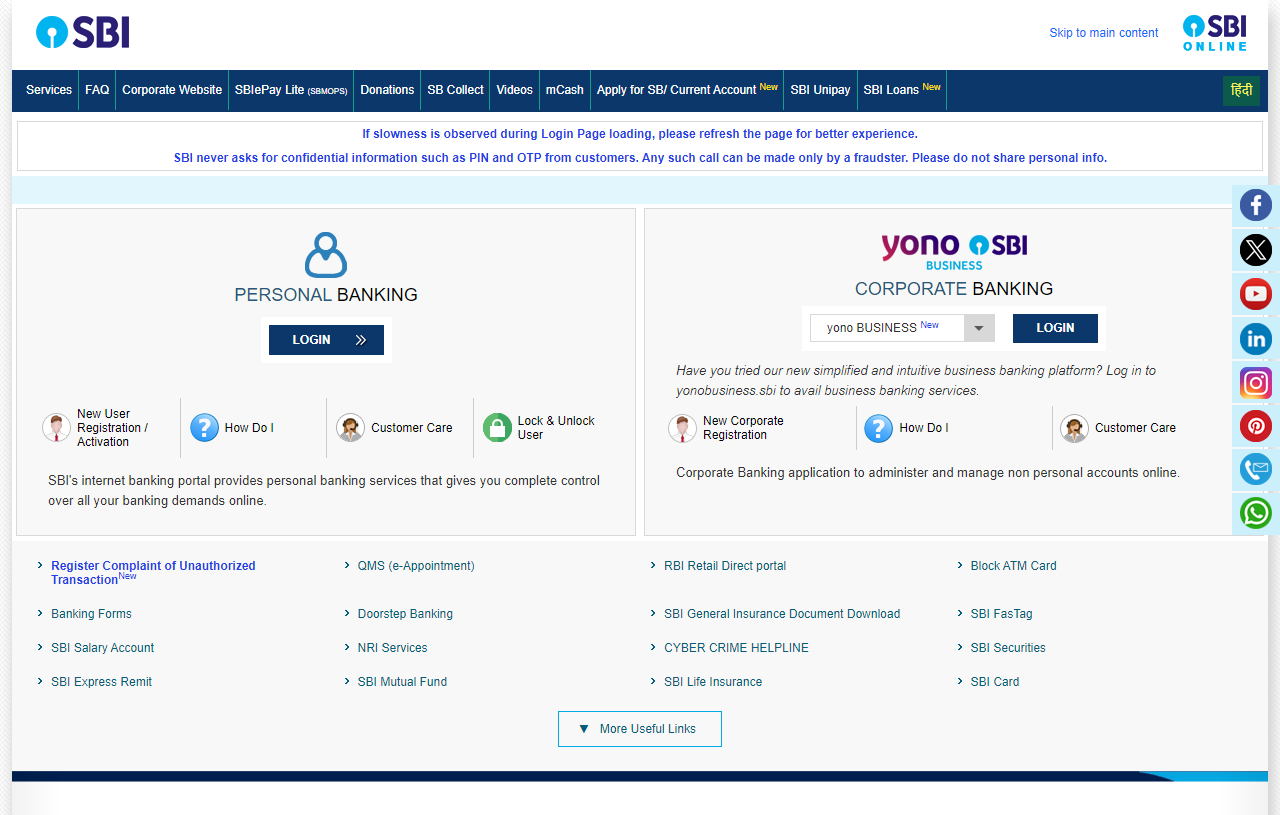 SBI
Skip to main content
SBI
ONLINE
Services FAQ Corporate Website SBIePay Lite (SBMOPS) Donations SB Collect Videos mCash Apply for SB/ Current Account New SBI Unipay SBI Loans New हिंदी
If slowness is observed during Login Page loading, please refresh the page for better experience.
SBI never asks for confidential information such as PIN and OTP from customers. Any such call can be made only by a fraudster. Please do not share personal info.
PERSONAL BANKING
LOGIN
New User
Registration /
Activation
How Do I
Customer Care
Lock & Unlock
User
SBI's internet banking portal provides personal banking services that gives you complete control
over all your banking demands online.
yono SBI
BUSINESS
CORPORATE BANKING
yono BUSINESS New
LOGIN
Have you tried our new simplified and intuitive business banking platform? Log in to
yonobusiness.sbi to avail business banking services.
New Corporate
Registration
How Do I
Customer Care
Corporate Banking application to administer and manage non personal accounts online.
Register Complaint of Unauthorized
TransactionNew
QMS (e-Appointment)
RBI Retail Direct portal
Block ATM Card
Banking Forms
Doorstep Banking
SBI General Insurance Document Download
SBI FasTag
SBI Salary Account
NRI Services
CYBER CRIME HELPLINE
SBI Securities
SBI Express Remit
SBI Mutual Fund
SBI Life Insurance
SBI Card
More Useful Links